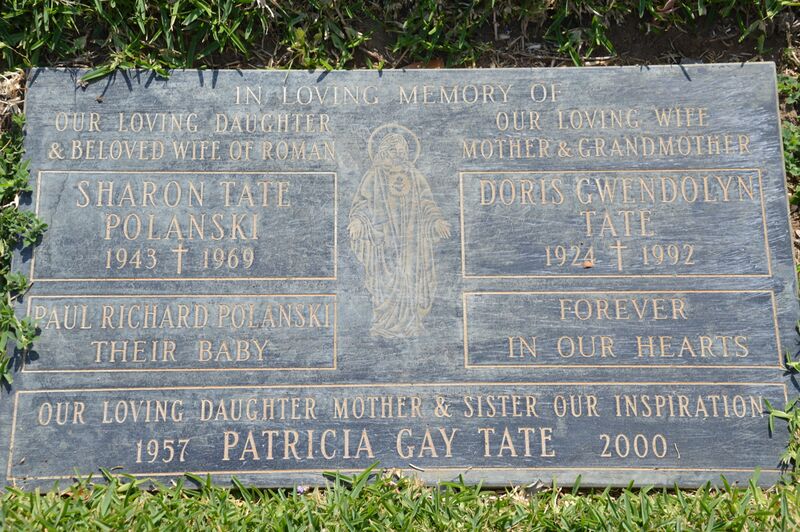 IN LOVING MEMORY OF
OUR LOVING DAUGHTER
& BELOVED WIFE OF ROMAN
SHARON TATE
POLANSKI
1943 † 1969
PAUL RICHARD POLANSKI
THEIR BABY
OUR LOVING WIFE
MOTHER & GRANDMOTHER
DORIS GWENDOLYN
TATE
1924 † 1992
FOREVER
IN OUR HEARTS
OUR LOVING DAUGHTER MOTHER & SISTER OUR INSPIRATION
1957 PATRICIA GAY TATE 2000